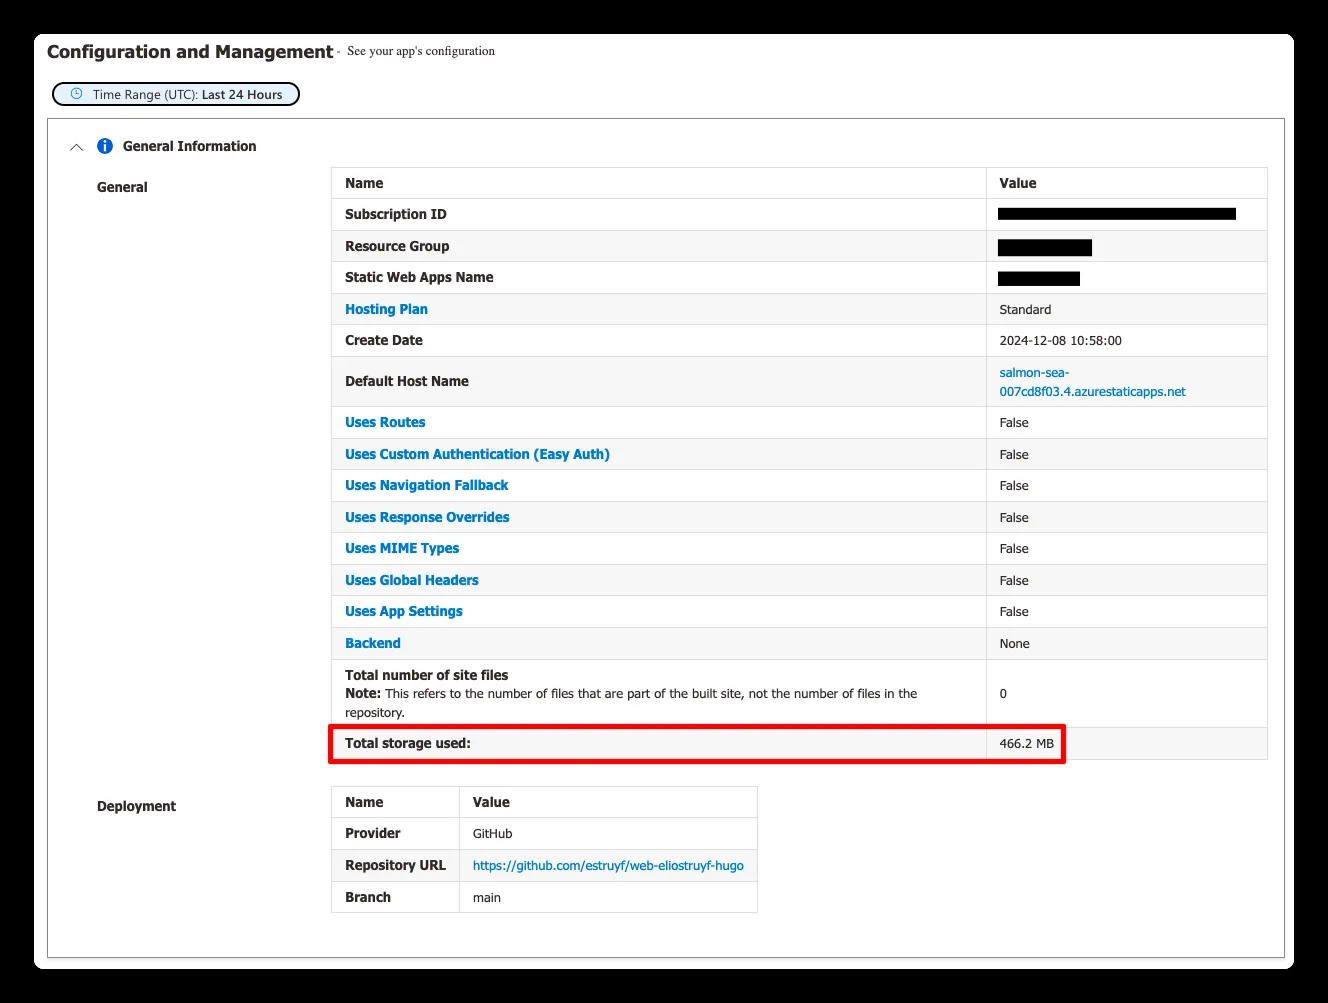 Configuration and Management - See your app's configuration
Time Range (UTC): Last 24 Hours
General Information
General
Name Value
Subscription ID
Resource Group
Static Web Apps Name
Hosting Plan Standard
Create Date 2024-12-08 10:58:00
Default Host Name salmon-sea-
007cd8f03.4.azurestaticapps.net
Uses Routes False
Uses Custom Authentication (Easy Auth) False
Uses Navigation Fallback False
Uses Response Overrides False
Uses MIME Types False
Uses Global Headers False
Uses App Settings False
Backend None
Total number of site files
Note: This refers to the number of files that are part of the built site, not the number of files in the 0
repository.
Total storage used: 466.2 MB
Deployment
Name Value
Provider GitHub
Repository URL https://github.com/estruyf/web-eliostruyf-hugo
Branch main